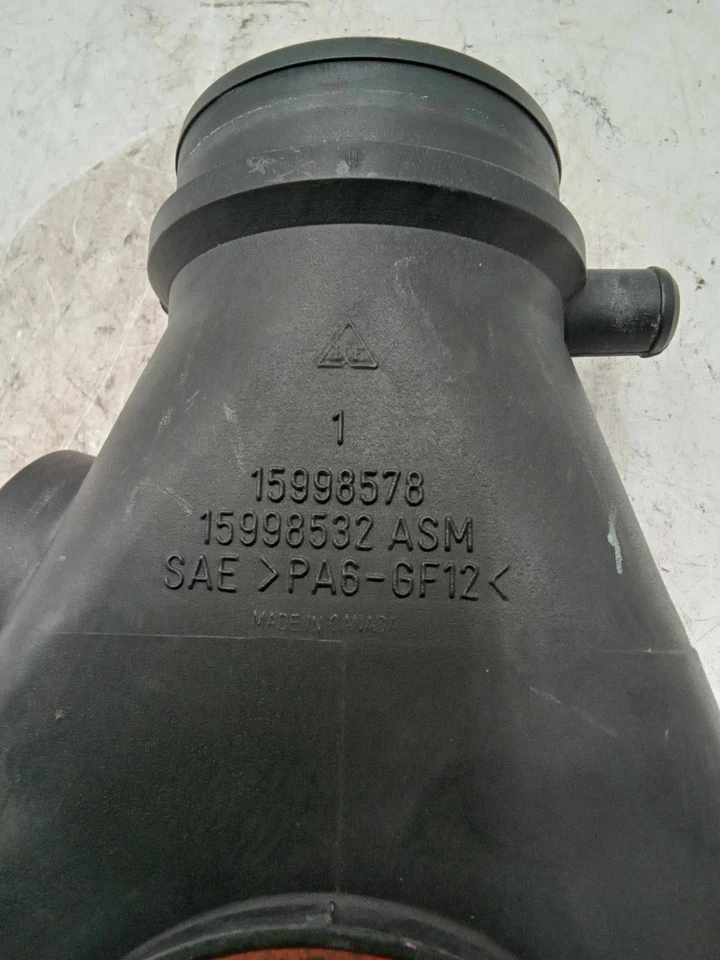 1
15998578
15998532 ASM
SAE >PA6-GF12<
MADE IN CANADA